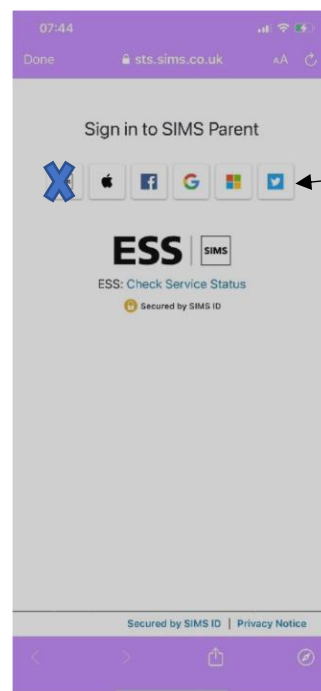 07:44
Done sts.sims.co.uk AA
Sign in to SIMS Parent
ESS SIMS
ESS: Check Service Status
Secured by SIMS ID
Secured by SIMS ID | Privacy Notice